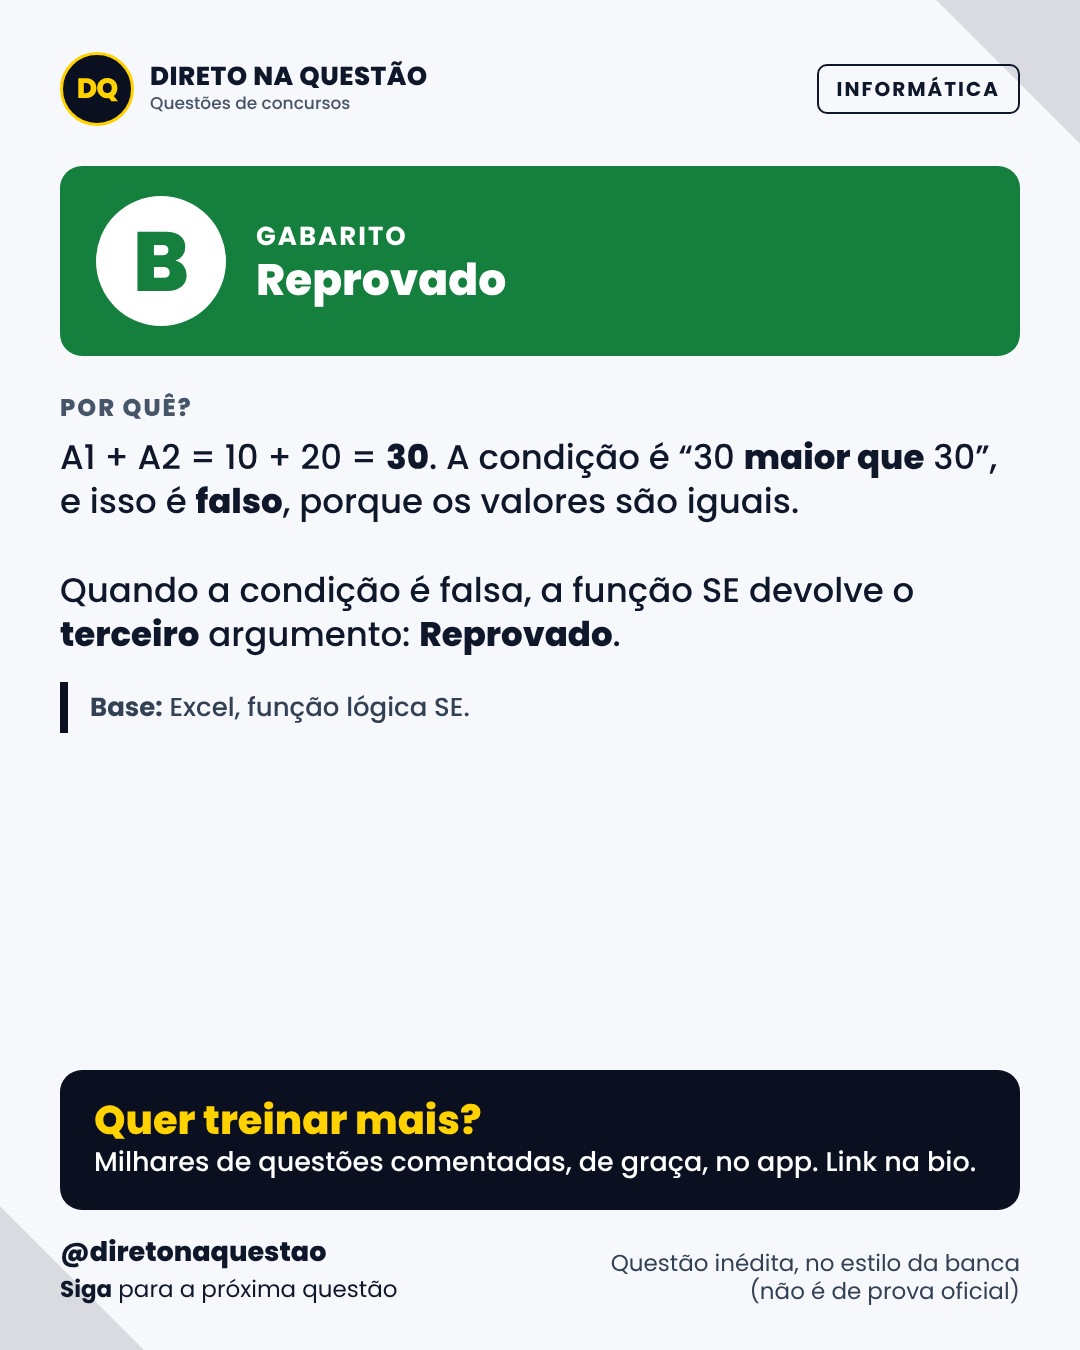 DQ
DIRETO NA QUESTÃO
Questões de concursos
INFORMÁTICA
B
GABARITO
Reprovado
POR QUÊ?
A1 + A2 = 10 + 20 = 30. A condição é “30 maior que 30”,
e isso é falso, porque os valores são iguais.
Quando a condição é falsa, a função SE devolve o
terceiro argumento: Reprovado.
Base: Excel, função lógica SE.
Quer treinar mais?
Milhares de questões comentadas, de graça, no app. Link na bio.
@diretonaquestao
Siga para a próxima questão
Questão inédita, no estilo da banca
(não é de prova oficial)